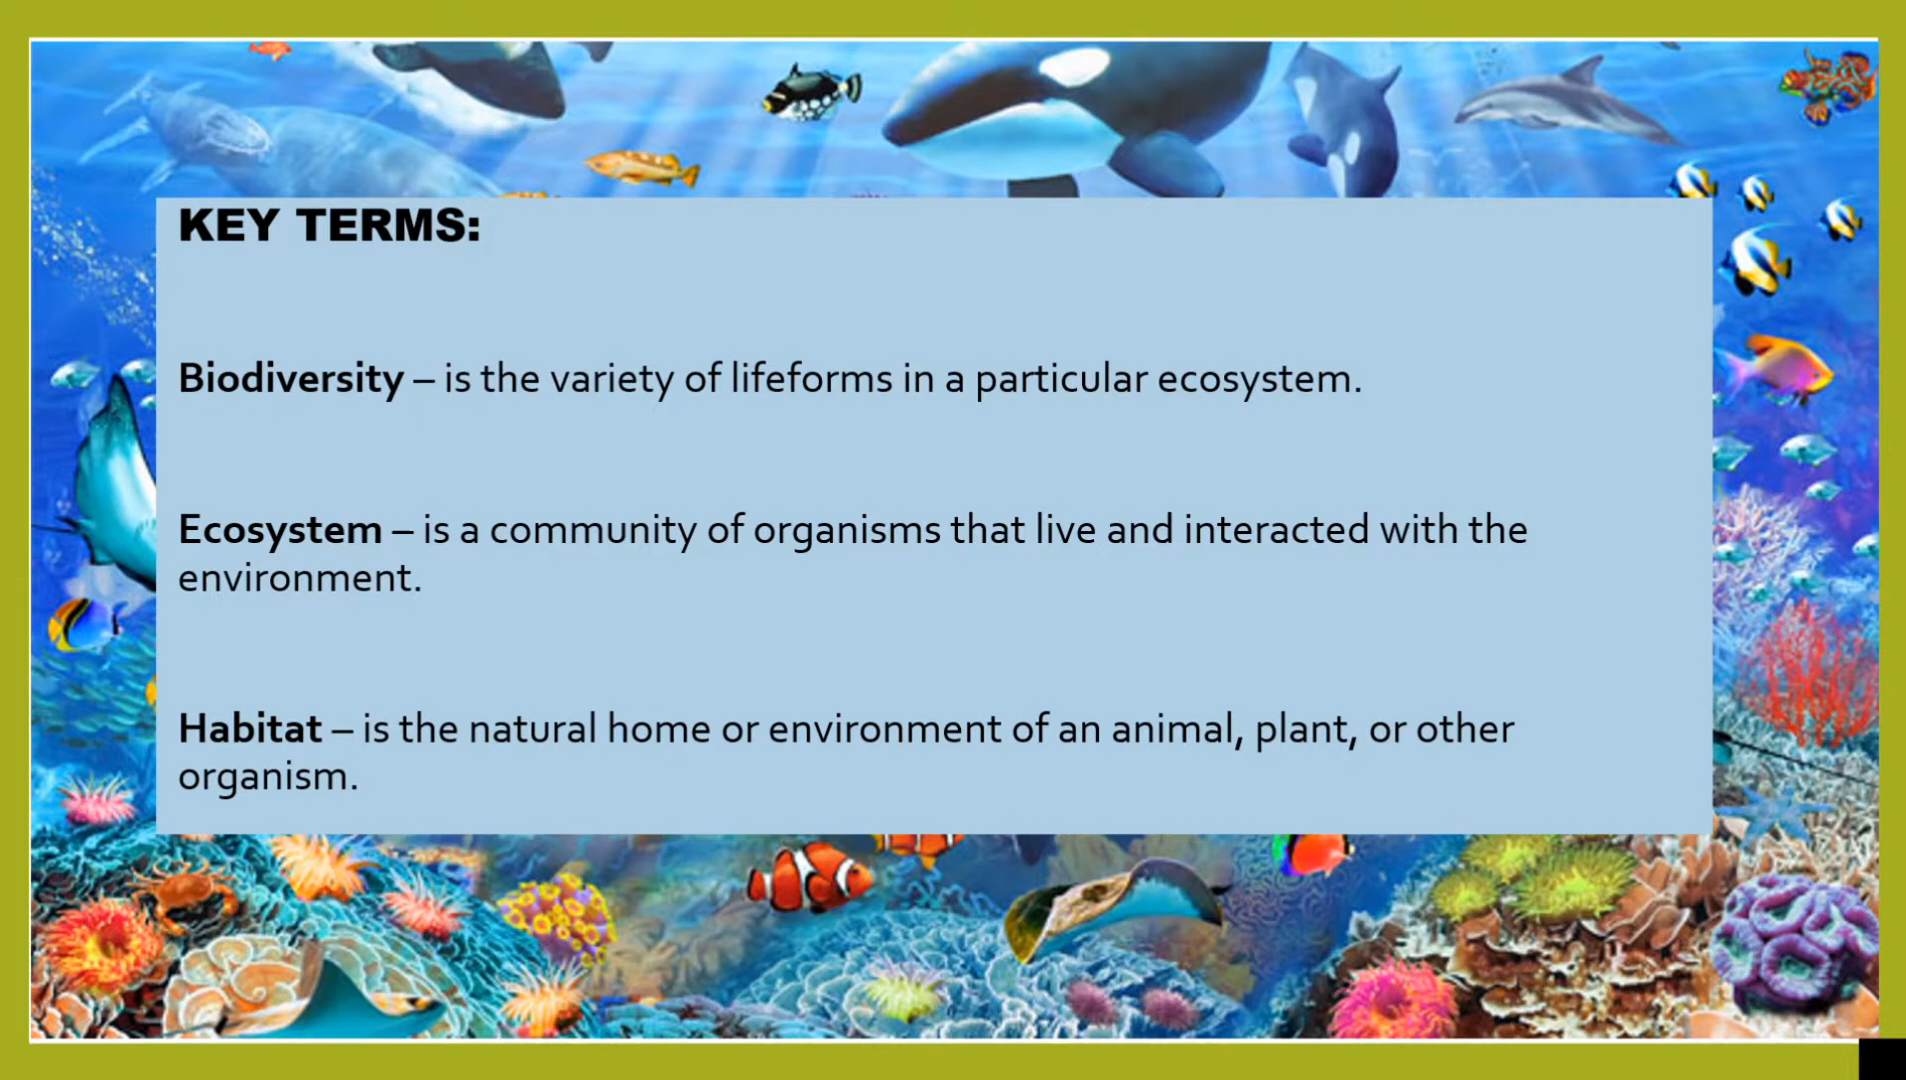 KEY TERMS:
Biodiversity – is the variety of lifeforms in a particular ecosystem.
Ecosystem – is a community of organisms that live and interacted with the
environment.
Habitat – is the natural home or environment of an animal, plant, or other
organism.